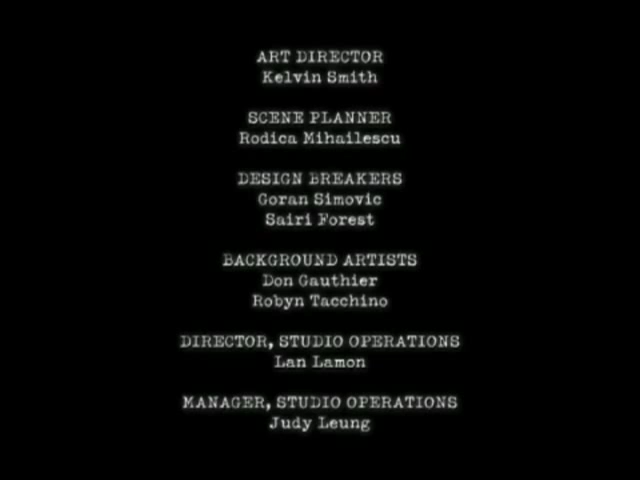 ART DIRECTOR
Kelvin Smith
SCENE PLANNER
Rodica Mihailescu
DESIGN BREAKERS
Goran Simovic
Sairi Forest
BACKGROUND ARTISTS
Don Gauthier
Robyn Tacchino
DIRECTOR, STUDIO OPERATIONS
Lan Lamon
MANAGER, STUDIO OPERATIONS
Judy Leung